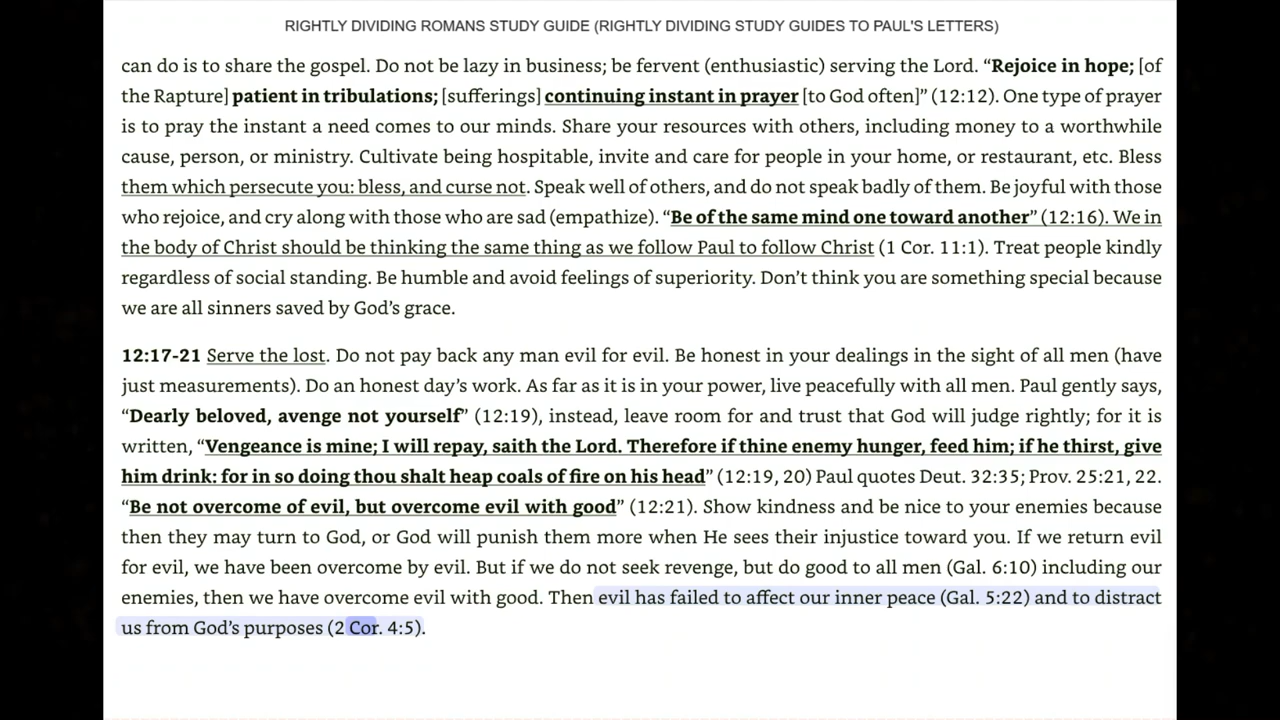 RIGHTLY DIVIDING ROMANS STUDY GUIDE (RIGHTLY DIVIDING STUDY GUIDES TO PAUL'S LETTERS)
can do is to share the gospel. Do not be lazy in business; be fervent (enthusiastic) serving the Lord. “Rejoice in hope; [of
the Rapture] patient in tribulations; [sufferings] continuing instant in prayer [to God often]” (12:12). One type of prayer
is to pray the instant a need comes to our minds. Share your resources with others, including money to a worthwhile
cause, person, or ministry. Cultivate being hospitable, invite and care for people in your home, or restaurant, etc. Bless
them which persecute you: bless, and curse not. Speak well of others, and do not speak badly of them. Be joyful with those
who rejoice, and cry along with those who are sad (empathize). “Be of the same mind one toward another” (12:16). We in
the body of Christ should be thinking the same thing as we follow Paul to follow Christ (1 Cor. 11:1). Treat people kindly
regardless of social standing. Be humble and avoid feelings of superiority. Don’t think you are something special because
we are all sinners saved by God’s grace.
12:17-21 Serve the lost. Do not pay back any man evil for evil. Be honest in your dealings in the sight of all men (have
just measurements). Do an honest day’s work. As far as it is in your power, live peacefully with all men. Paul gently says,
“Dearly beloved, avenge not yourself” (12:19), instead, leave room for and trust that God will judge rightly; for it is
written, “Vengeance is mine; I will repay, saith the Lord. Therefore if thine enemy hunger, feed him; if he thirst, give
him drink: for in so doing thou shalt heap coals of fire on his head” (12:19, 20) Paul quotes Deut. 32:35; Prov. 25:21, 22.
“Be not overcome of evil, but overcome evil with good” (12:21). Show kindness and be nice to your enemies because
then they may turn to God, or God will punish them more when He sees their injustice toward you. If we return evil
for evil, we have been overcome by evil. But if we do not seek revenge, but do good to all men (Gal. 6:10) including our
enemies, then we have overcome evil with good. Then evil has failed to affect our inner peace (Gal. 5:22) and to distract
us from God’s purposes (2 Cor. 4:5).